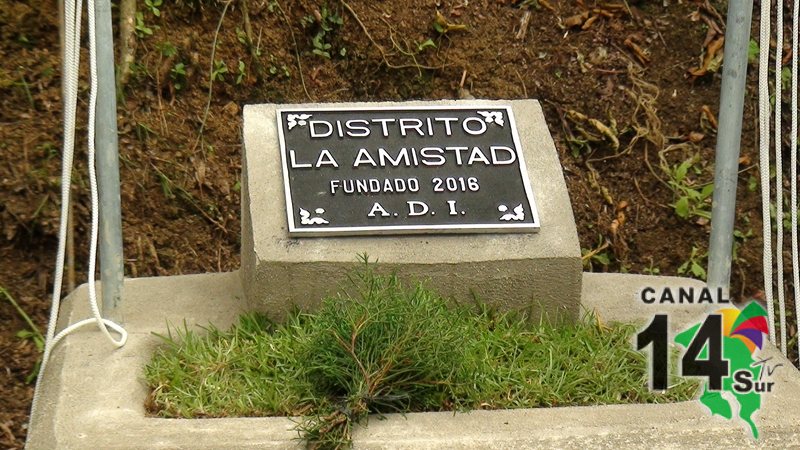 DISTRITO
LA AMISTAD
FUNDADO 2016
A. D. I.
CANAL
14 TV
Sur